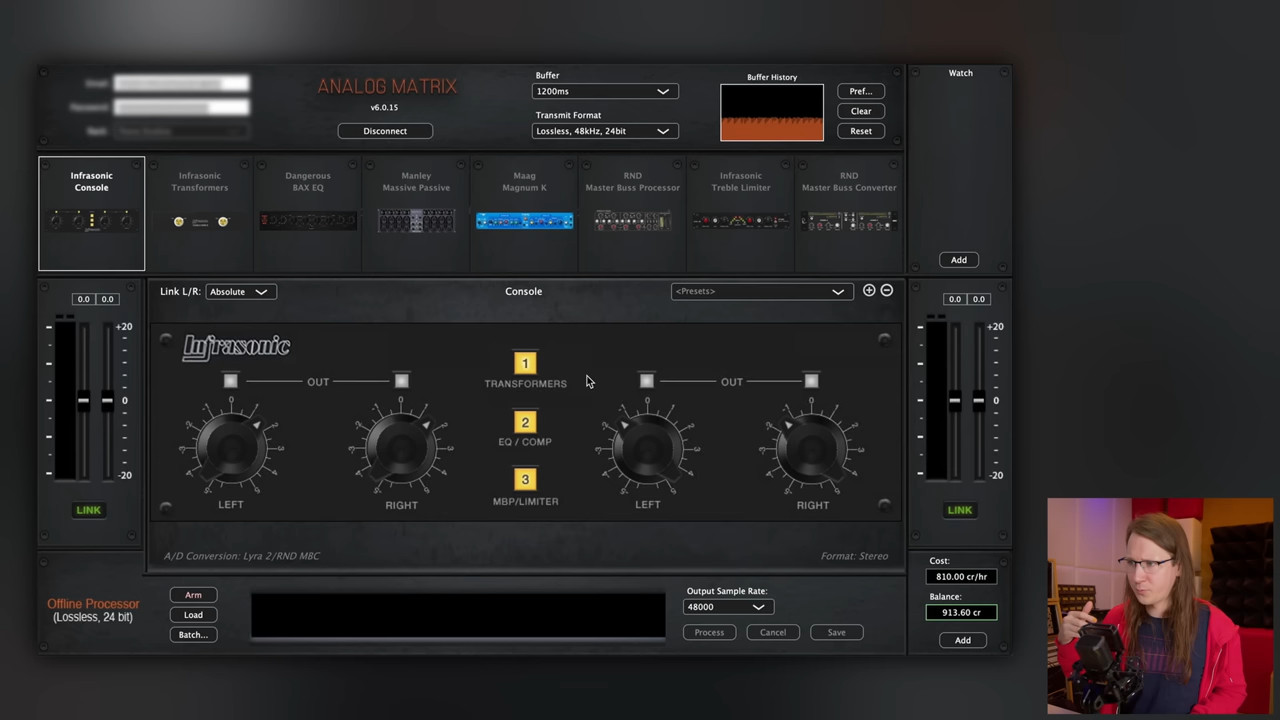 ANALOG MATRIX
v6.0.15
Disconnect
Buffer
1200ms
Transmit Format
Lossless, 48kHz, 24bit
Buffer History
Pref...
Clear
Reset
Watch
Add
Infrasonic
Console
Infrasonic
Transformers
Dangerous
BAX EQ
Manley
Massive Passive
Maag
Magnum K
RND
Master Buss Processor
Infrasonic
Treble Limiter
RND
Master Buss Converter
0.0 0.0
+20
0
-20
LINK
Link L/R: Absolute
Console
<Presets>
Infrasonic
OUT
LEFT
RIGHT
1
TRANSFORMERS
2
EQ / COMP
3
MBP/LIMITER
OUT
LEFT
RIGHT
A/D Conversion: Lyra 2/RND MBC
Format: Stereo
0.0 0.0
+20
0
-20
LINK
Offline Processor
(Lossless, 24 bit)
Arm
Load
Batch...
Output Sample Rate:
48000
Process
Cancel
Save
Cost:
810.00 cr/hr
Balance:
913.60 cr
Add